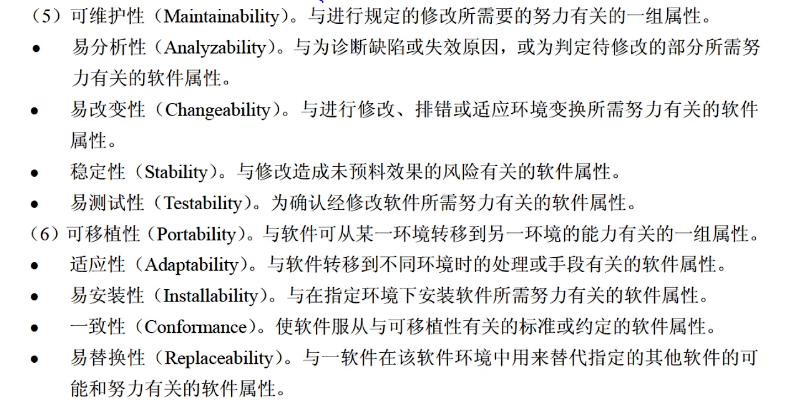 （5）可维护性（Maintainability）。与进行规定的修改所需要的努力有关的一组属性。
● 易分析性（Analyzability）。与为诊断缺陷或失效原因，或为判定待修改的部分所需努
力有关的软件属性。
● 易改变性（Changeability）。与进行修改、排错或适应环境变换所需努力有关的软件
属性。
● 稳定性（Stability）。与修改造成未预料效果的风险有关的软件属性。
● 易测试性（Testability）。为确认经修改软件所需努力有关的软件属性。
（6）可移植性（Portability）。与软件可从某一环境转移到另一环境的能力有关的一组属性。
● 适应性（Adaptability）。与软件转移到不同环境时的处理或手段有关的软件属性。
● 易安装性（Installability）。与在指定环境下安装软件所需努力有关的软件属性。
● 一致性（Conformance）。使软件服从与可移植性有关的标准或约定的软件属性。
● 易替换性（Replaceability）。与一软件在该软件环境中用来替代指定的其他软件的可
能和努力有关的软件属性。